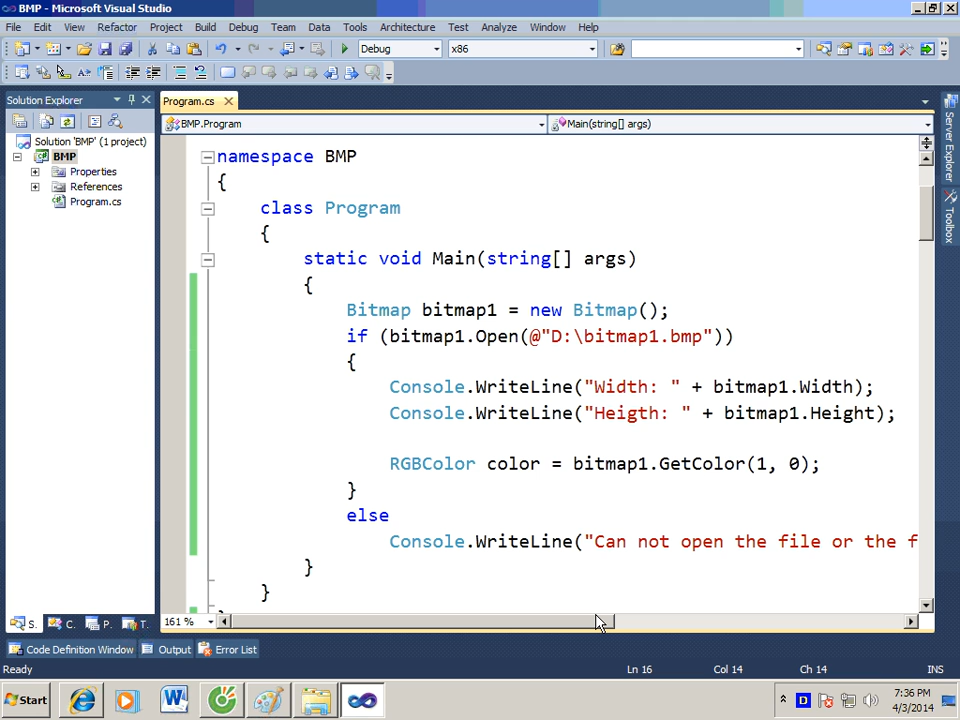 BMP - Microsoft Visual Studio
File Edit View Refactor Project Build Debug Team Data Tools Architecture Test Analyze Window Help
Debug x86
Solution Explorer
Program.cs
BMP.Program Main(string[] args)
Solution 'BMP' (1 project)
BMP
Properties
References
Program.cs
namespace BMP
{
class Program
{
static void Main(string[] args)
{
Bitmap bitmap1 = new Bitmap();
if (bitmap1.Open(@"D:\bitmap1.bmp"))
{
Console.WriteLine("Width: " + bitmap1.Width);
Console.WriteLine("Heigth: " + bitmap1.Height);
RGBColor color = bitmap1.GetColor(1, 0);
}
else
Console.WriteLine("Can not open the file or the f
}
}
Server Explorer
Toolbox
S. C. P. T.
161 %
Code Definition Window Output Error List
Ready Ln 16 Col 14 Ch 14 INS
Start
D
7:36 PM
4/3/2014